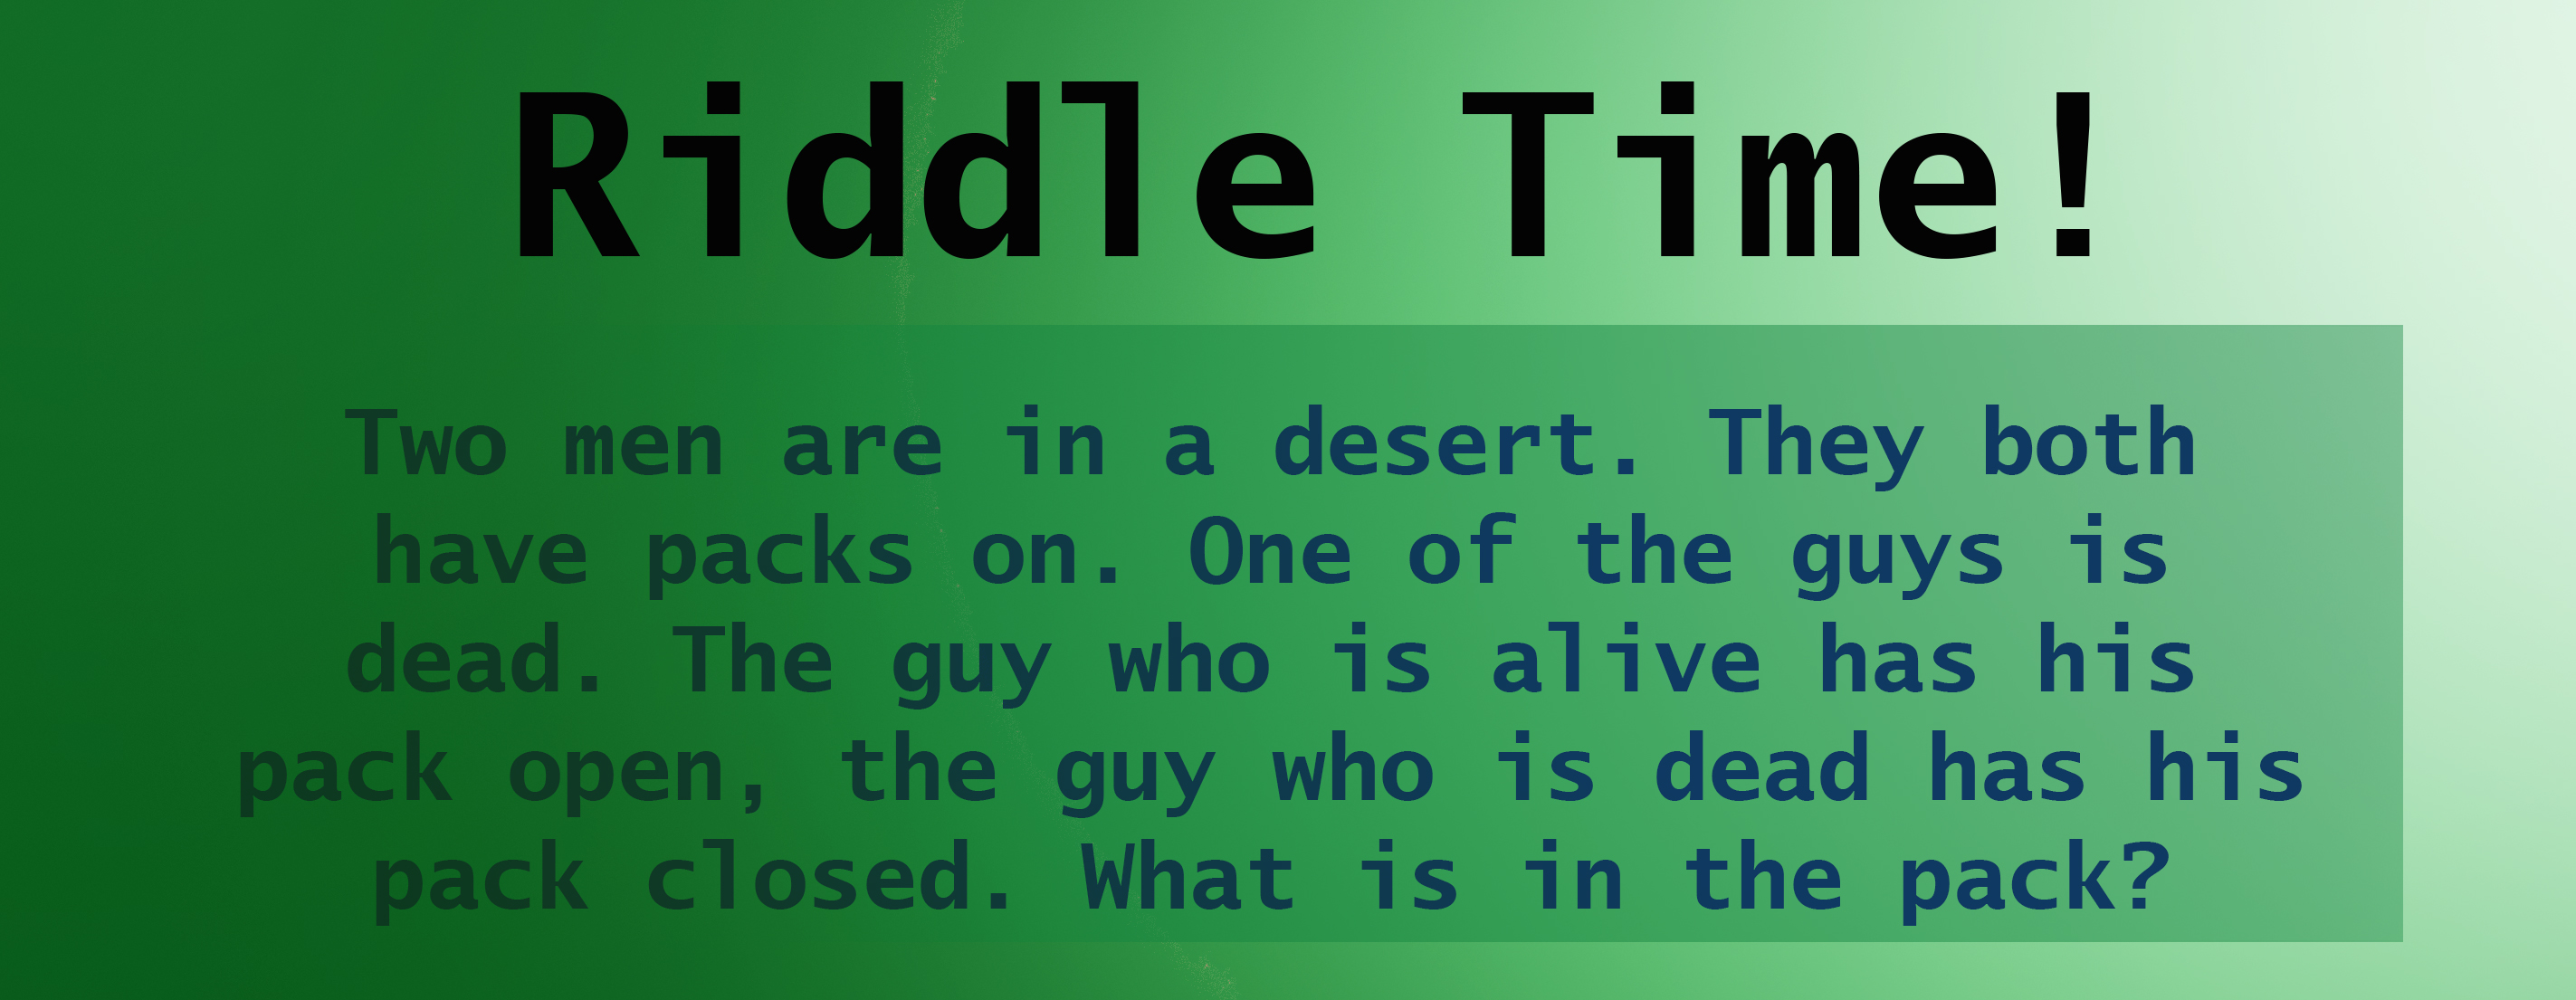 Riddle Time!
Two men are in a desert. They both
have packs on. One of the guys is
dead. The guy who is alive has his
pack open, the guy who is dead has his
pack closed. What is in the pack?